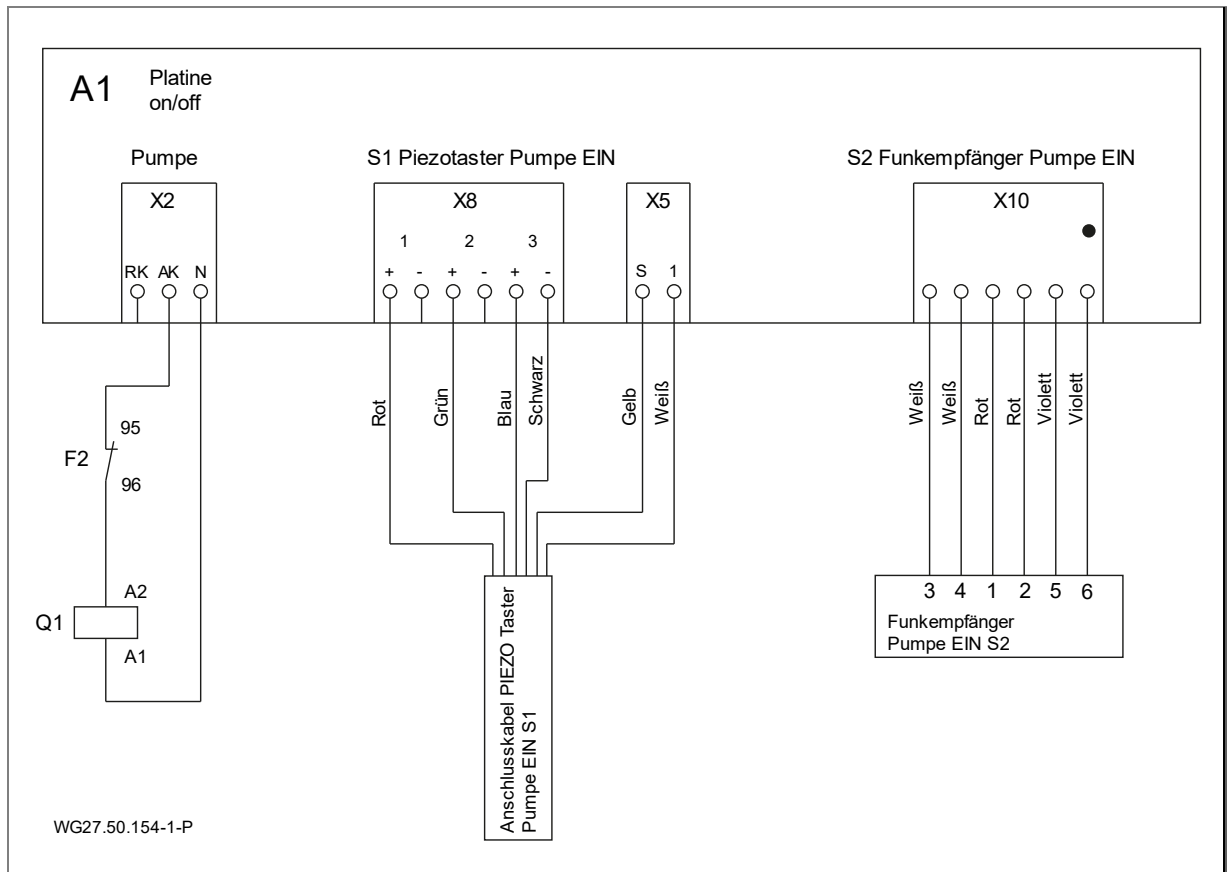 A1
Platine
on/off
Pumpe
S1 Piezotaster Pumpe EIN
S2 Funkempfänger Pumpe EIN
X2
X8
X5
X10
1 2 3
RK AK N
+ - + - + -
S 1
Rot
Grün
Blau
Schwarz
Gelb
Weiß
Weiß
Weiß
Rot
Rot
Violett
Violett
95
F2
96
A2
Q1
A1
3 4 1 2 5 6
Funkempfänger
Pumpe EIN S2
Anschlusskabel PIEZO Taster
Pumpe EIN S1
WG27.50.154-1-P